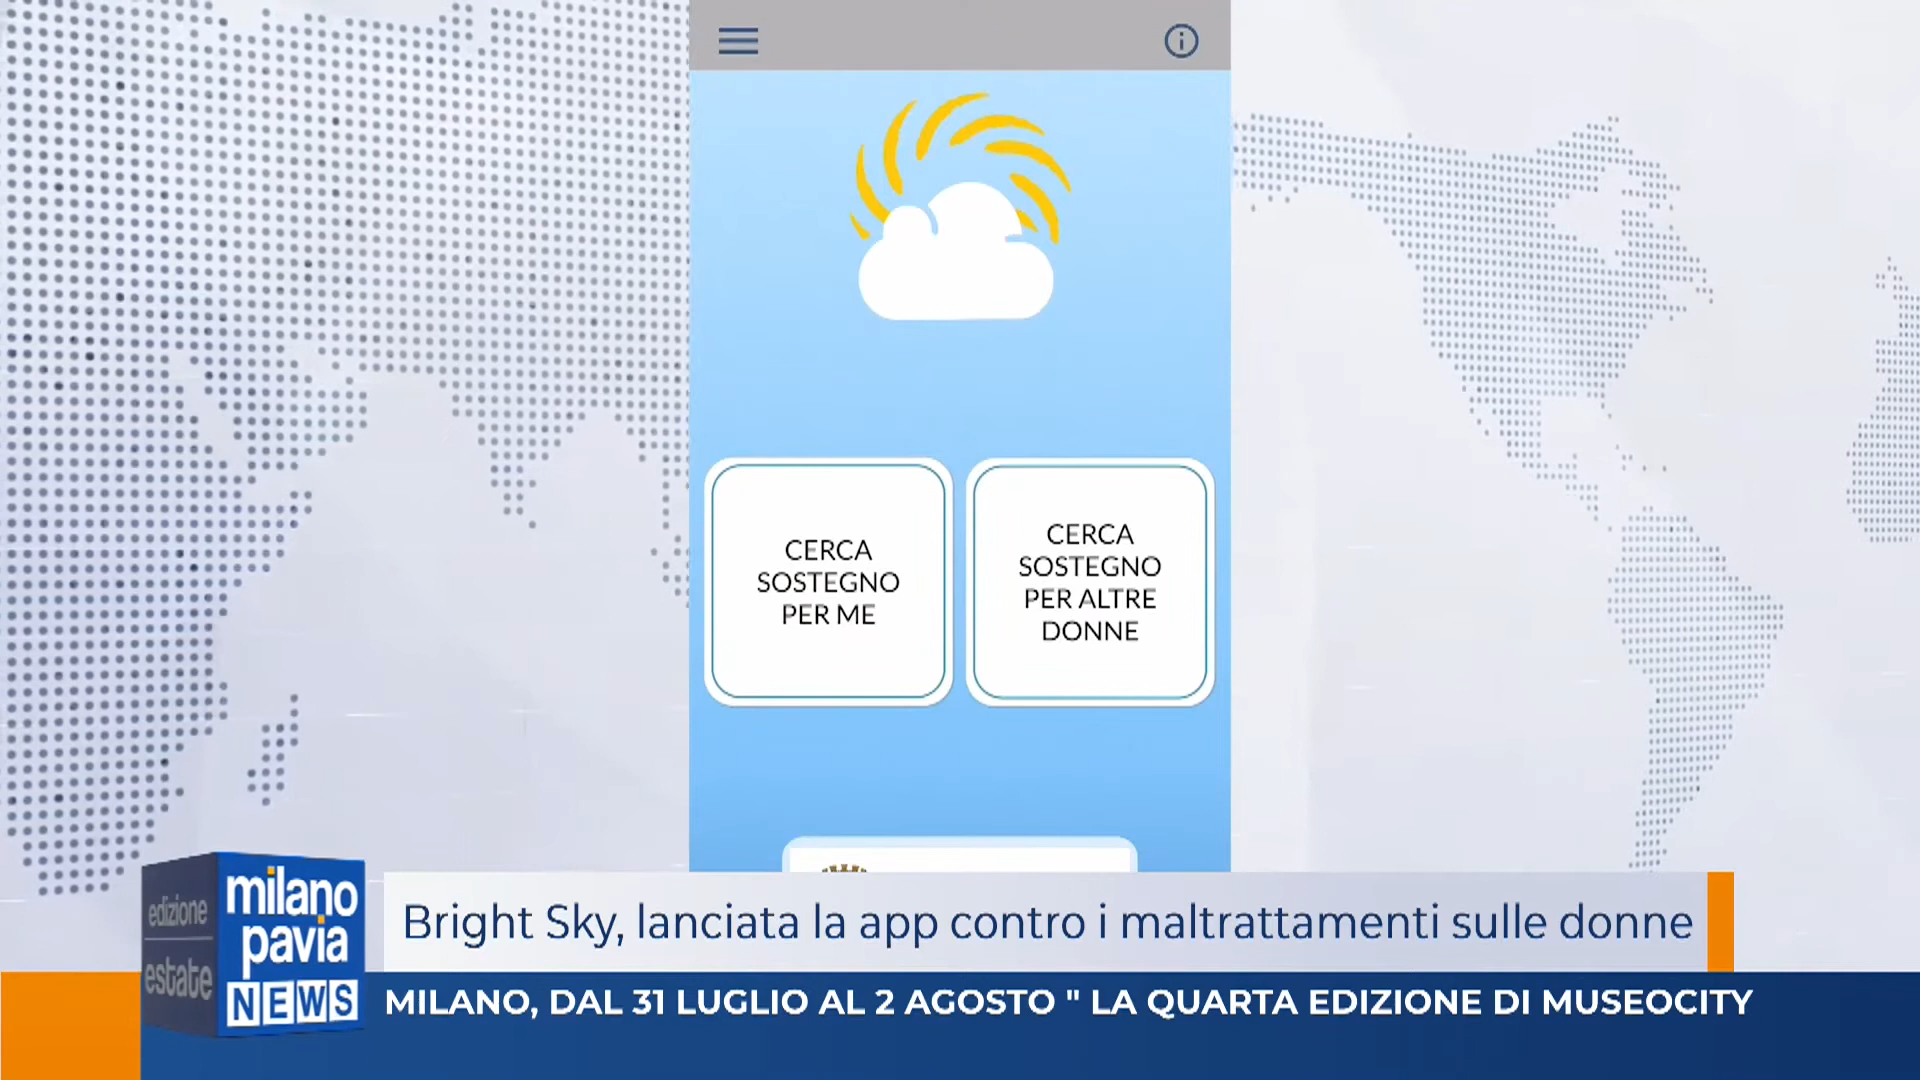 CERCA
SOSTEGNO
PER ME
CERCA
SOSTEGNO
PER ALTRE
DONNE
edizione
estate
milano
pavia
NEWS
Bright Sky, lanciata la app contro i maltrattamenti sulle donne
MILANO, DAL 31 LUGLIO AL 2 AGOSTO " LA QUARTA EDIZIONE DI MUSEOCITY